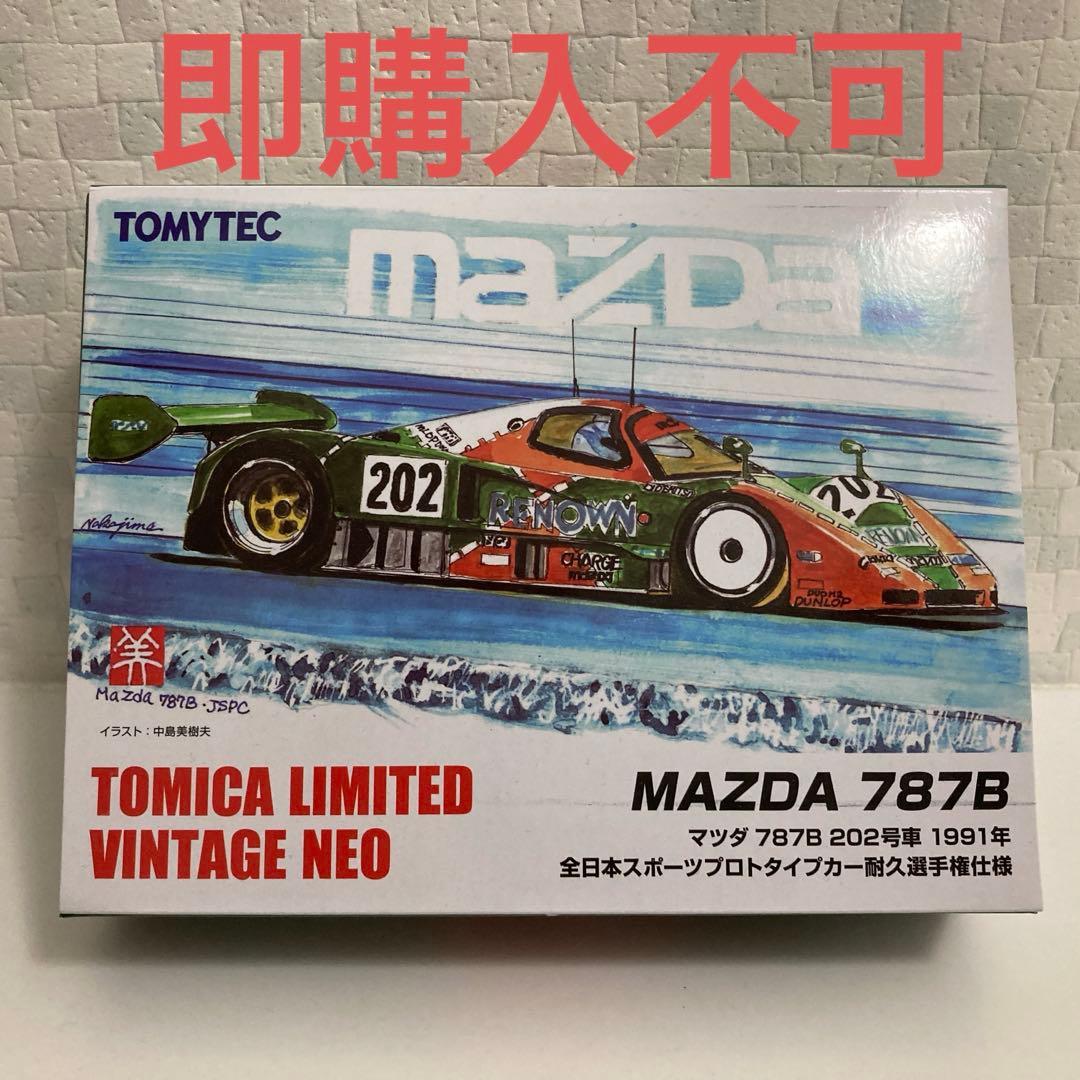 即購入不可
TOMYTEC
mazda
202
RENOWN
202
RENOWN
CHARGE
DUNLOP
Nakajima
美
Mazda 787B・JSPC
イラスト：中島美樹夫
TOMICA LIMITED
VINTAGE NEO
MAZDA 787B
マツダ 787B 202号車 1991年
全日本スポーツプロトタイプカー耐久選手権仕様